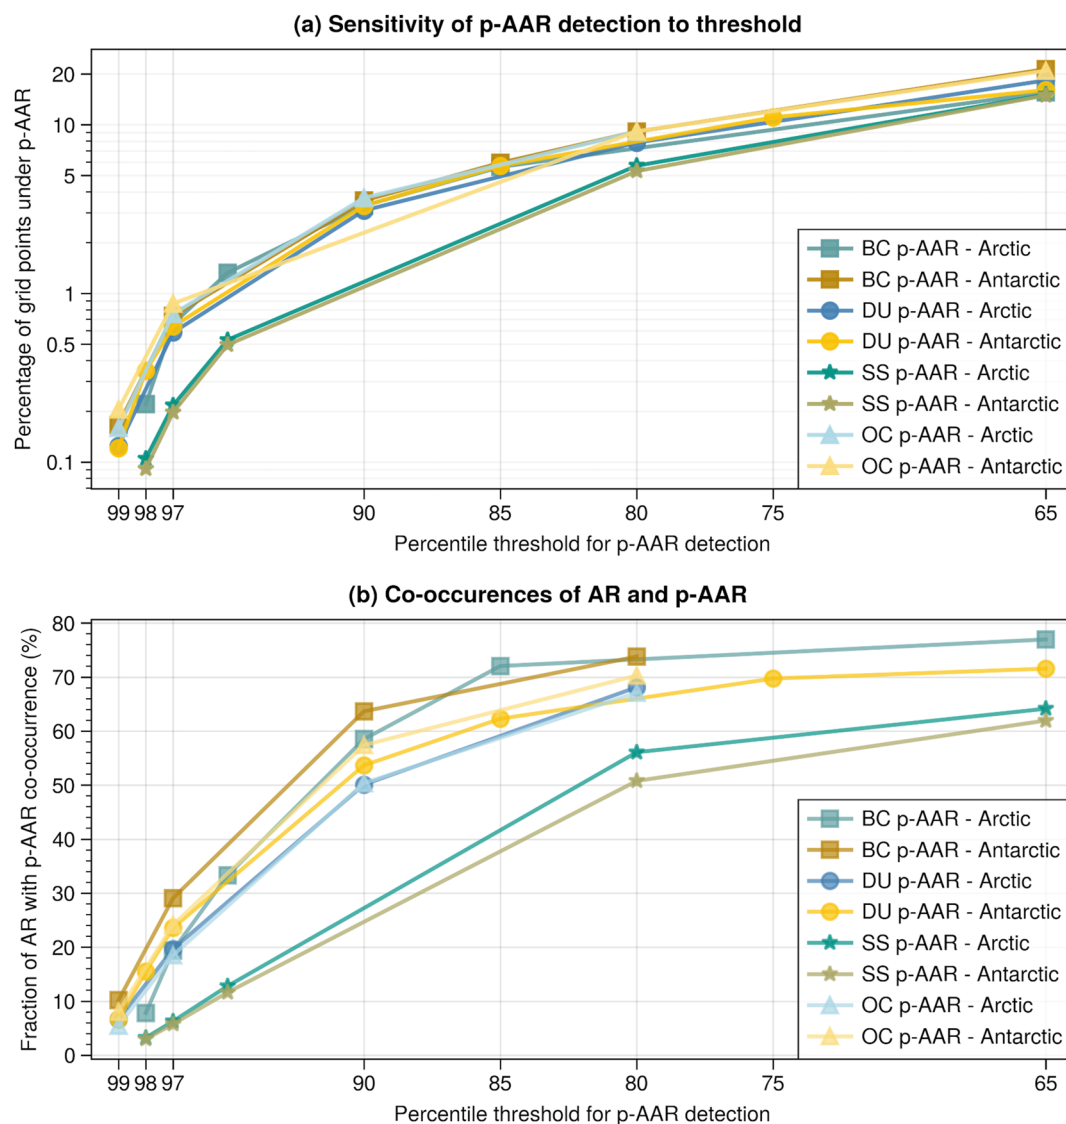 (a) Sensitivity of p-AAR detection to threshold
Percentage of grid points under p-AAR
20
10
5
1
0.5
0.1
BC p-AAR - Arctic
BC p-AAR - Antarctic
DU p-AAR - Arctic
DU p-AAR - Antarctic
SS p-AAR - Arctic
SS p-AAR - Antarctic
OC p-AAR - Arctic
OC p-AAR - Antarctic
99 98 97 90 85 80 75 65
Percentile threshold for p-AAR detection
(b) Co-occurences of AR and p-AAR
Fraction of AR with p-AAR co-occurrence (%)
80
70
60
50
40
30
20
10
0
BC p-AAR - Arctic
BC p-AAR - Antarctic
DU p-AAR - Arctic
DU p-AAR - Antarctic
SS p-AAR - Arctic
SS p-AAR - Antarctic
OC p-AAR - Arctic
OC p-AAR - Antarctic
99 98 97 90 85 80 75 65
Percentile threshold for p-AAR detection